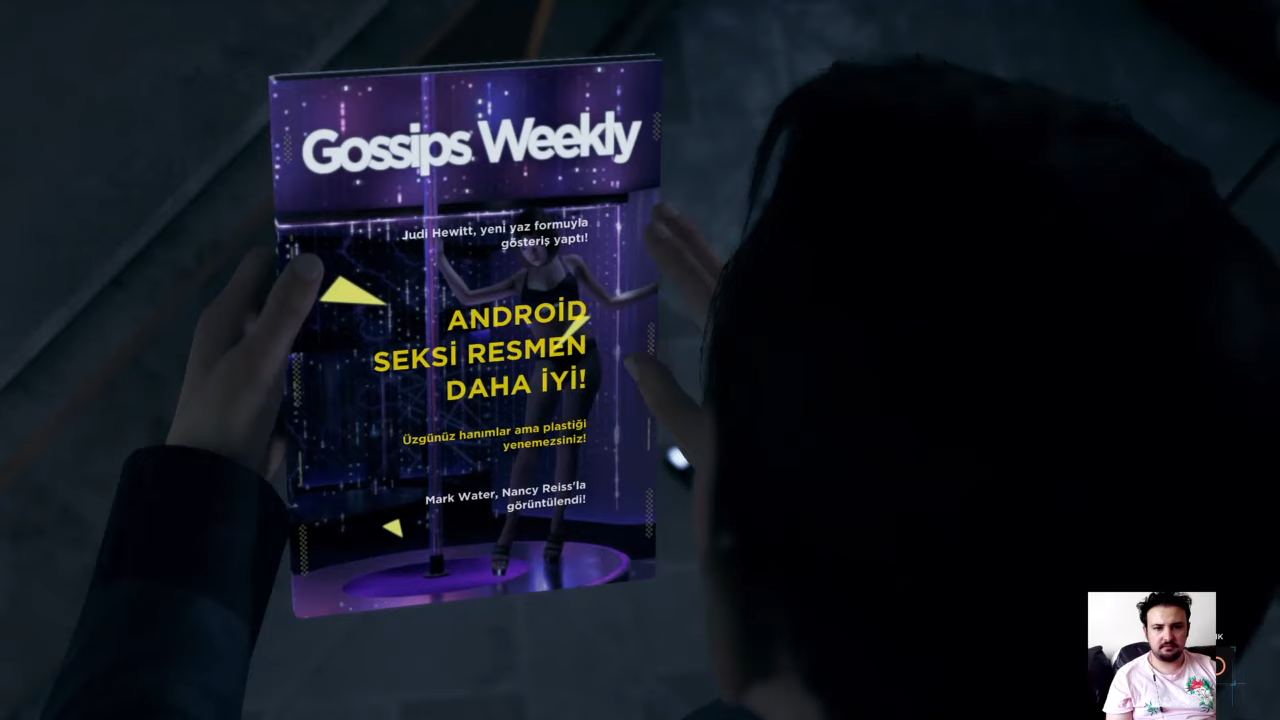 Gossips Weekly
Judi Hewitt, yeni yaz formuyla
gösteriş yaptı!
ANDROİD
SEKSİ RESMEN
DAHA İYİ!
Üzgünüz hanımlar ama plastiği
yenemezsiniz!
Mark Water, Nancy Reiss'la
görüntülendi!